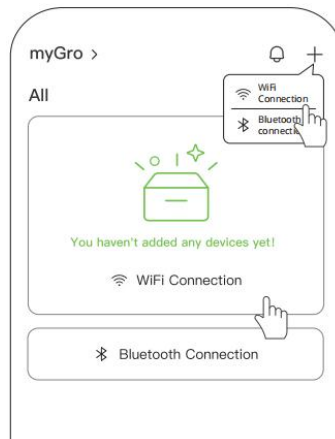 myGro >
All
WiFi
Connection
Bluetooth
connection
You haven't added any devices yet!
WiFi Connection
Bluetooth Connection